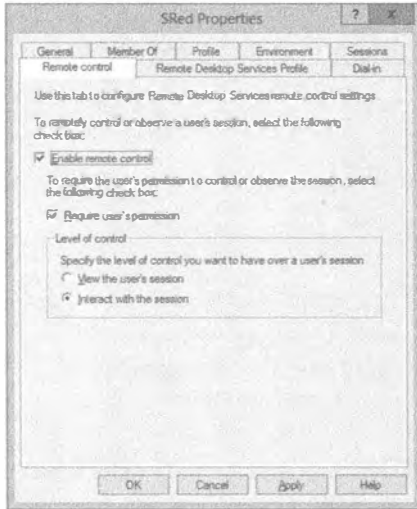 SRed Properties
? X
General Member Of Profile Environment Sessions
Remote control Remote Desktop Services Profile Dial-in
Use this tab to configure Remote Desktop Services remote control settings.
To remotely control or observe a user's session, select the following
check box:
Enable remote control
To require the user's permission to control or observe the session, select
the following check box:
Require user's permission
Level of control
Specify the level of control you want to have over a user's session
View the user's session
Interact with the session
OK Cancel Apply Help